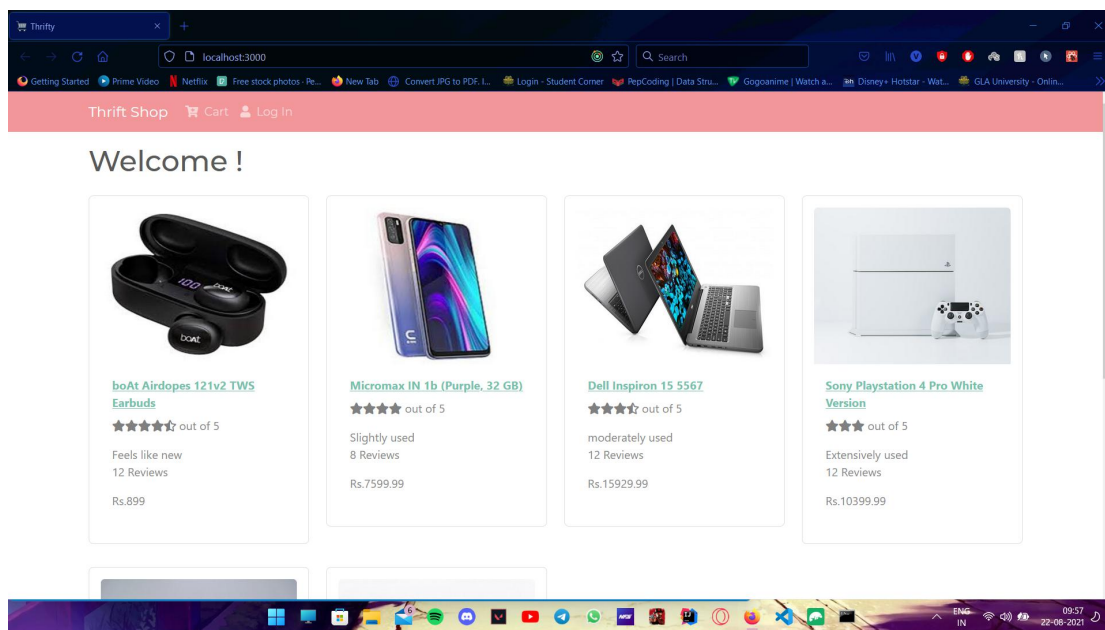 Thrifty
localhost:3000
Search
Getting Started
Prime Video
Netflix
Free stock photos · Pe...
New Tab
Convert JPG to PDF. I...
Login - Student Corner
PepCoding | Data Stru...
Gogoanime | Watch a...
Disney+ Hotstar - Wat...
GLA University - Onlin...
Thrift Shop
Cart
Log In
Welcome !
100
boAt
boAt
boAt Airdopes 121v2 TWS
Earbuds
out of 5
Feels like new
12 Reviews
Rs.899
Micromax IN 1b (Purple, 32 GB)
out of 5
Slightly used
8 Reviews
Rs.7599.99
Dell Inspiron 15 5567
out of 5
moderately used
12 Reviews
Rs.15929.99
Sony Playstation 4 Pro White
Version
out of 5
Extensively used
12 Reviews
Rs.10399.99
6
ENG
IN
09:57
22-08-2021